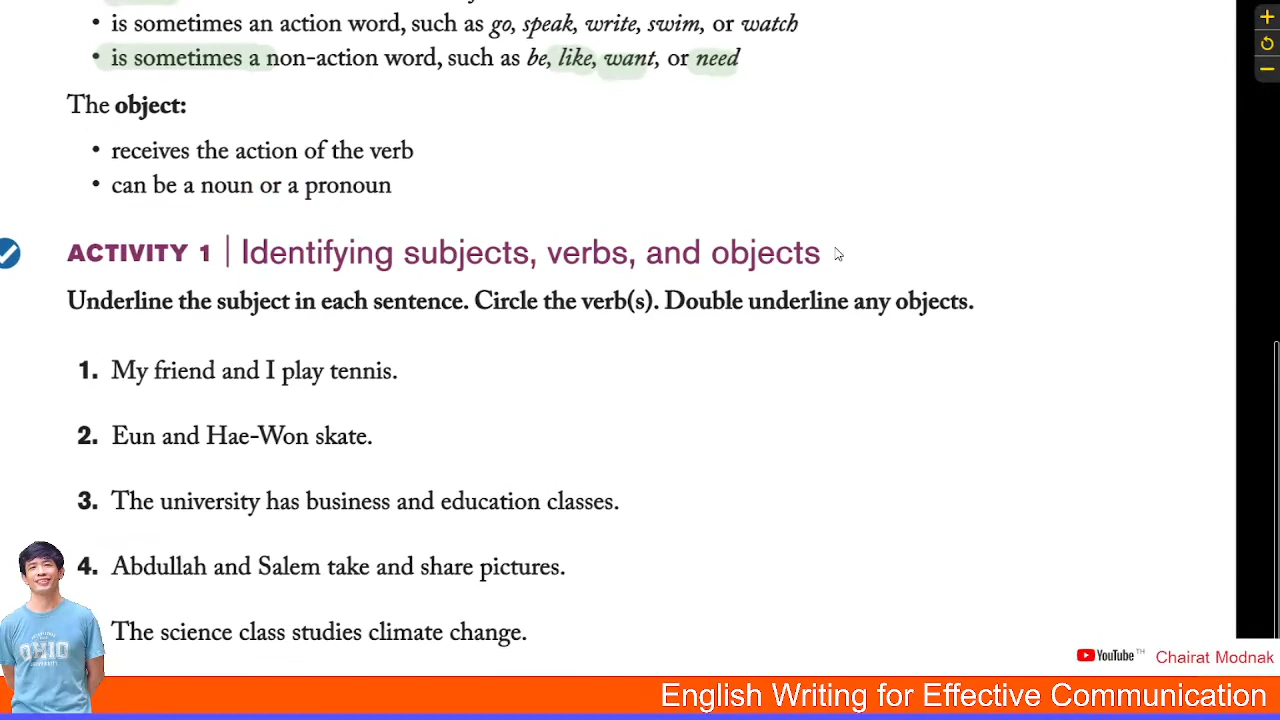 • is sometimes an action word, such as go, speak, write, swim, or watch
• is sometimes a non-action word, such as be, like, want, or need
The object:
• receives the action of the verb
• can be a noun or a pronoun
ACTIVITY 1 | Identifying subjects, verbs, and objects
Underline the subject in each sentence. Circle the verb(s). Double underline any objects.
1. My friend and I play tennis.
2. Eun and Hae-Won skate.
3. The university has business and education classes.
4. Abdullah and Salem take and share pictures.
The science class studies climate change.
OHIO
YouTube TH Chairat Modnak
English Writing for Effective Communication